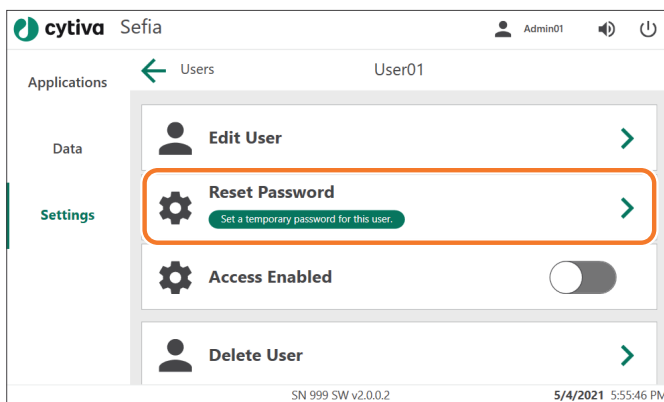 cytiva Sefia Admin01
Applications
Data
Settings
Users User01
Edit User
Reset Password
Set a temporary password for this user.
Access Enabled
Delete User
SN 999 SW v2.0.0.2 5/4/2021 5:55:46 PM